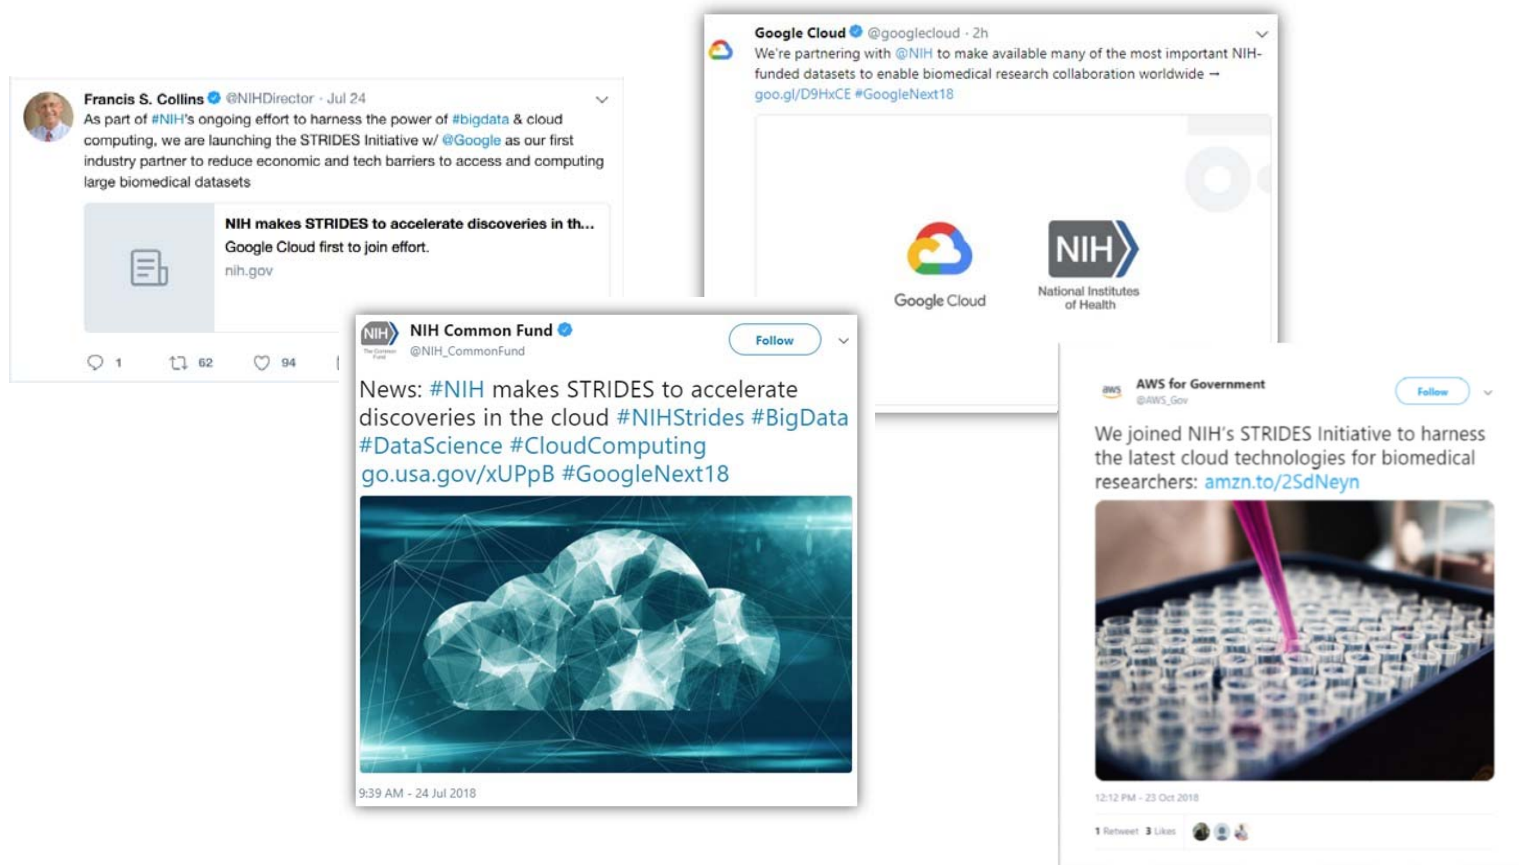 Francis S. Collins @NIHDirector · Jul 24
As part of #NIH's ongoing effort to harness the power of #bigdata & cloud
computing, we are launching the STRIDES Initiative w/ @Google as our first
industry partner to reduce economic and tech barriers to access and computing
large biomedical datasets
NIH makes STRIDES to accelerate discoveries in th...
Google Cloud first to join effort.
nih.gov
1 62 94
Google Cloud @googlecloud · 2h
We're partnering with @NIH to make available many of the most important NIH-
funded datasets to enable biomedical research collaboration worldwide →
goo.gl/D9HxCE #GoogleNext18
Google Cloud
NIH
National Institutes
of Health
NIH
The Common
Fund
NIH Common Fund
Follow
@NIH_CommonFund
News: #NIH makes STRIDES to accelerate
discoveries in the cloud #NIHStrides #BigData
#DataScience #CloudComputing
go.usa.gov/xUPpB #GoogleNext18
9:39 AM - 24 Jul 2018
aws
AWS for Government
Follow
@AWS_Gov
We joined NIH's STRIDES Initiative to harness
the latest cloud technologies for biomedical
researchers: amzn.to/2SdNeyn
12:12 PM - 23 Oct 2018
1 Retweet 3 Likes